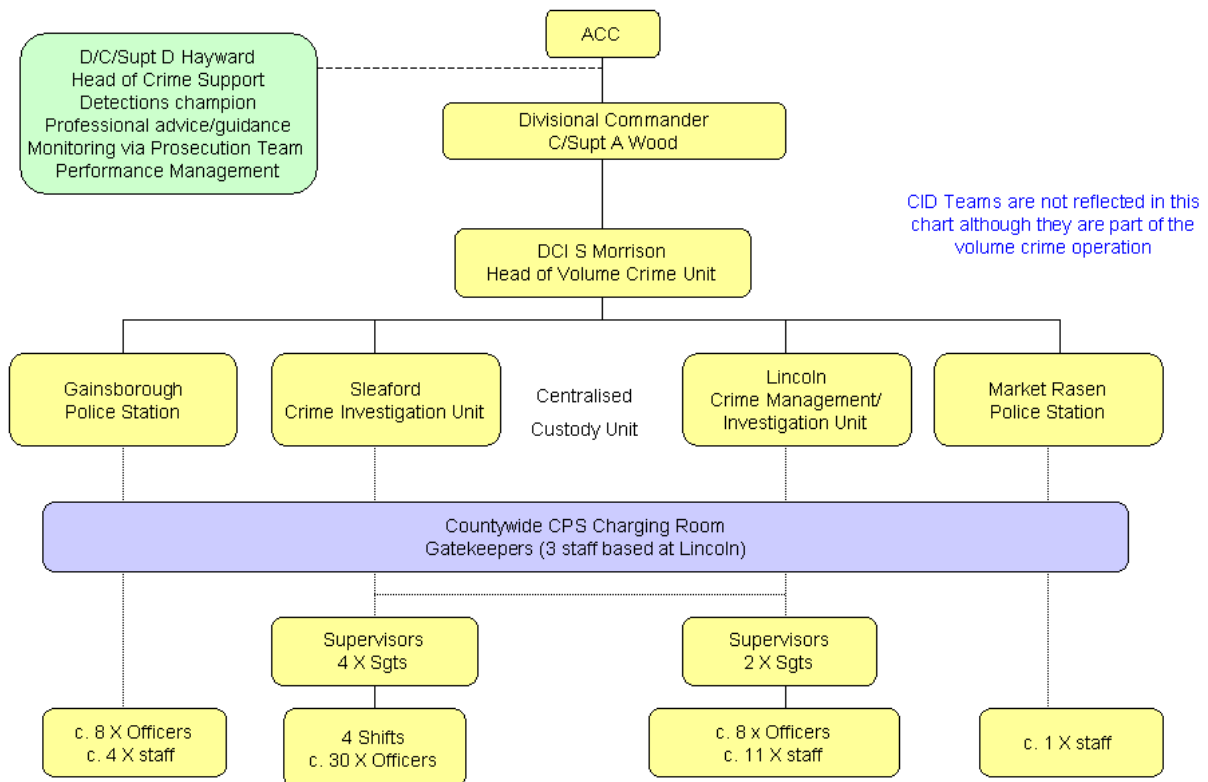 ACC
D/C/Supt D Hayward
Head of Crime Support
Detections champion
Professional advice/guidance
Monitoring via Prosecution Team
Performance Management
Divisional Commander
C/Supt A Wood
CID Teams are not reflected in this
chart although they are part of the
volume crime operation
DCI S Morrison
Head of Volume Crime Unit
Gainsborough
Police Station
Sleaford
Crime Investigation Unit
Centralised
Custody Unit
Lincoln
Crime Management/
Investigation Unit
Market Rasen
Police Station
Countywide CPS Charging Room
Gatekeepers (3 staff based at Lincoln)
Supervisors
4 X Sgts
Supervisors
2 X Sgts
c. 8 X Officers
c. 4 X staff
4 Shifts
c. 30 X Officers
c. 8 x Officers
c. 11 X staff
c. 1 X staff